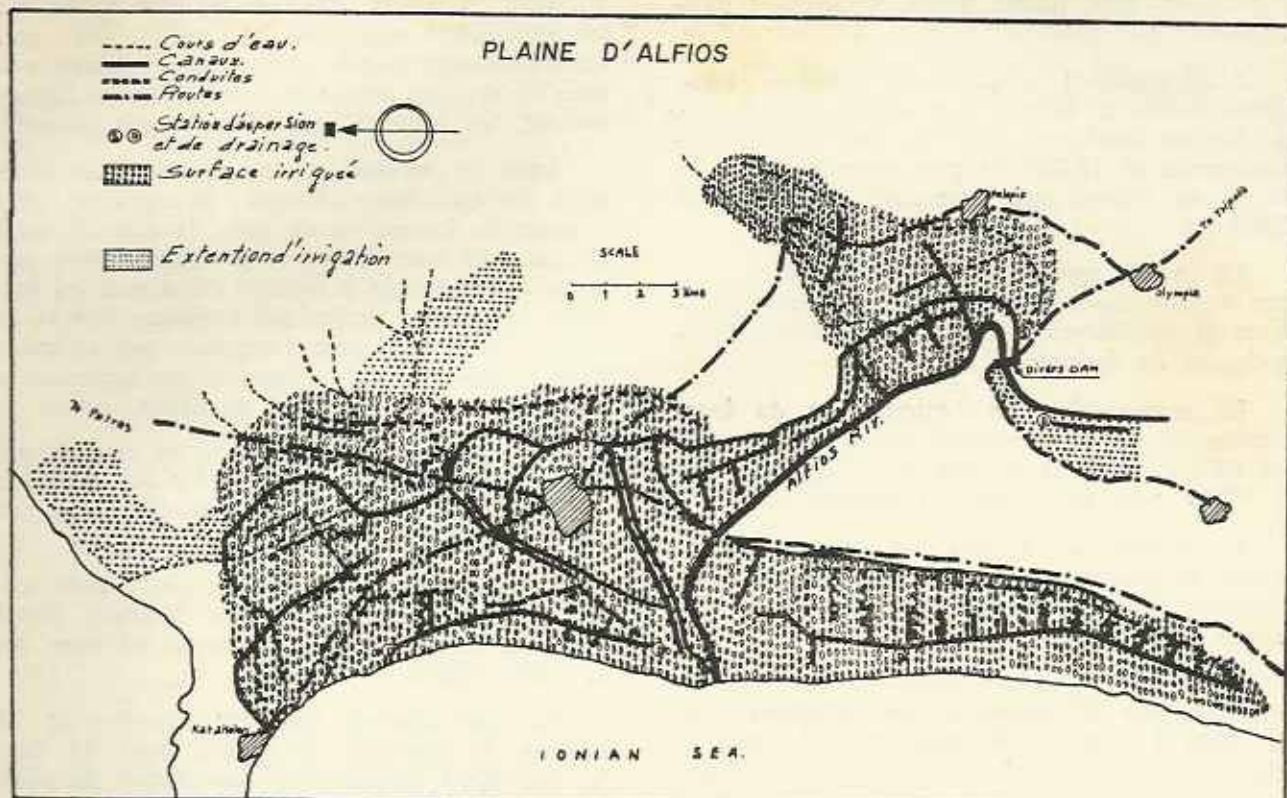 PLAINE D'ALFIOS
Cours d'eau.
Canaux.
Conduites
Routes
Station d'aspersion
et de drainage.
Surface irriguée
Extention d'irrigation
SCALE
0 1 2 3 Kms
To Patras
To Tripolis
Olympia
Divers DAM
ALFIOS RIV.
Katakolon
IONIAN SEA.